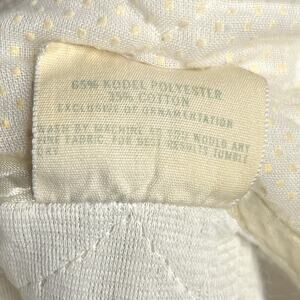 65% KODEL POLYESTER
35% COTTON
EXCLUSIVE OF ORNAMENTATION
WASH BY MACHINE AS YOU WOULD ANY
FINE FABRIC FOR BEST RESULTS TUMBLE
DRY